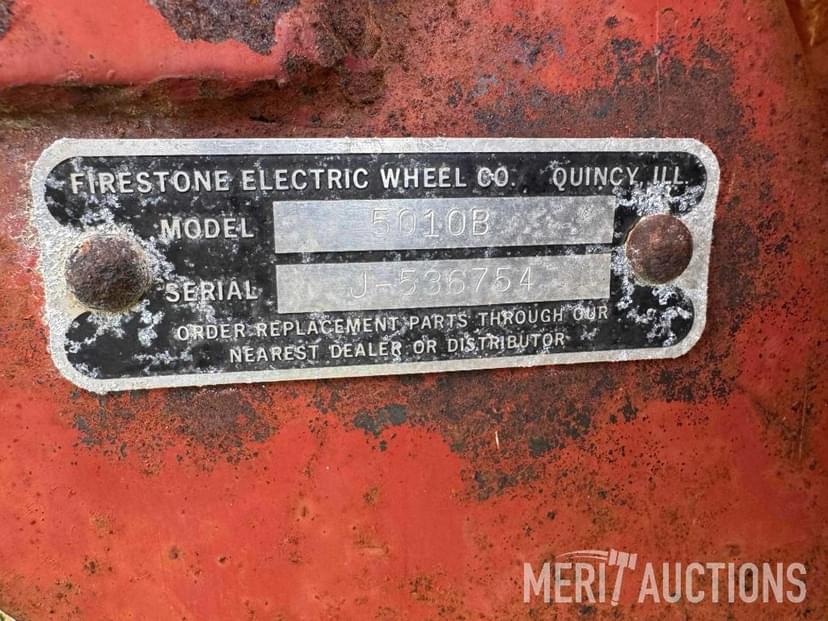 FIRESTONE ELECTRIC WHEEL CO. QUINCY, ILL.
MODEL 5010B
SERIAL J-536754
ORDER REPLACEMENT PARTS THROUGH OUR
NEAREST DEALER OR DISTRIBUTOR
MERIT AUCTIONS